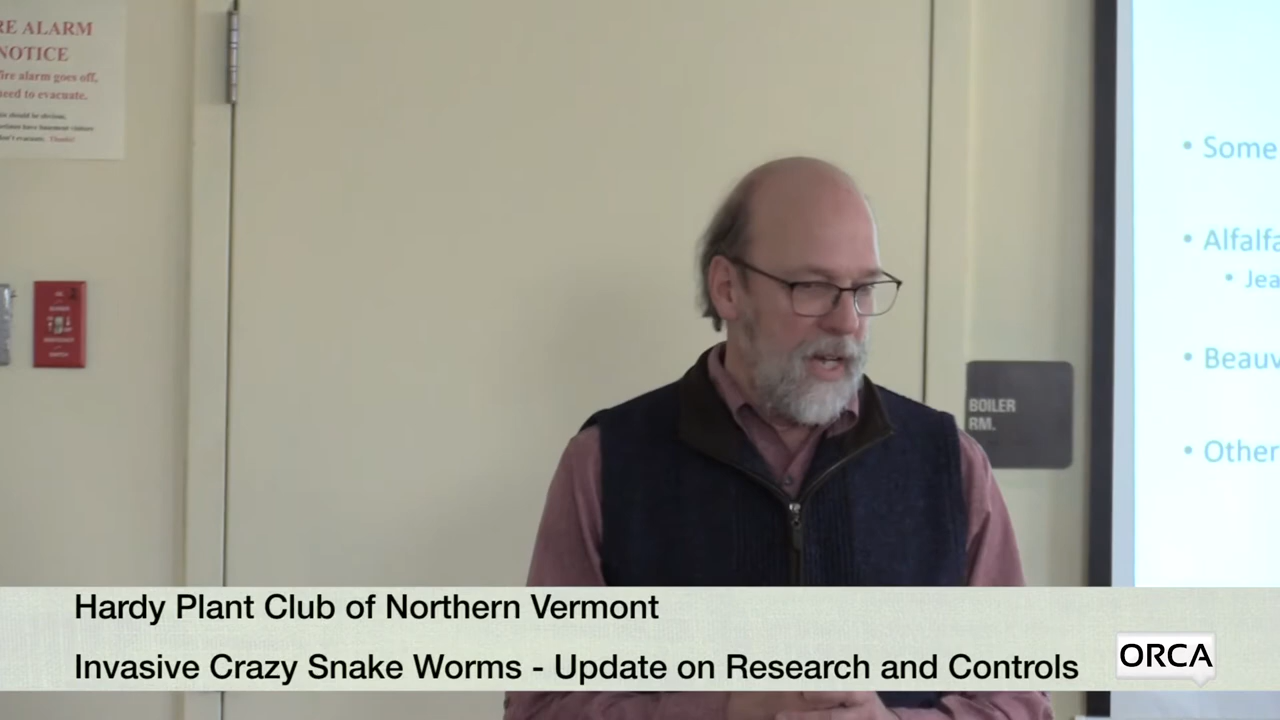 RE ALARM
NOTICE
fire alarm goes off,
need to evacuate.
BOILER
RM.
• Some
• Alfalfa
• Jea
• Beauv
• Other
Hardy Plant Club of Northern Vermont
Invasive Crazy Snake Worms - Update on Research and Controls
ORCA